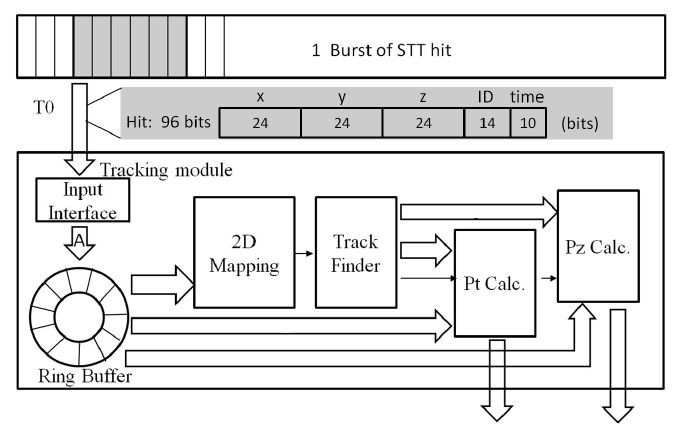 1 Burst of STT hit
T0
x y z ID time
Hit: 96 bits 24 24 24 14 10 (bits)
Tracking module
Input
Interface
A
2D
Mapping
Track
Finder
Pt Calc.
Pz Calc.
Ring Buffer